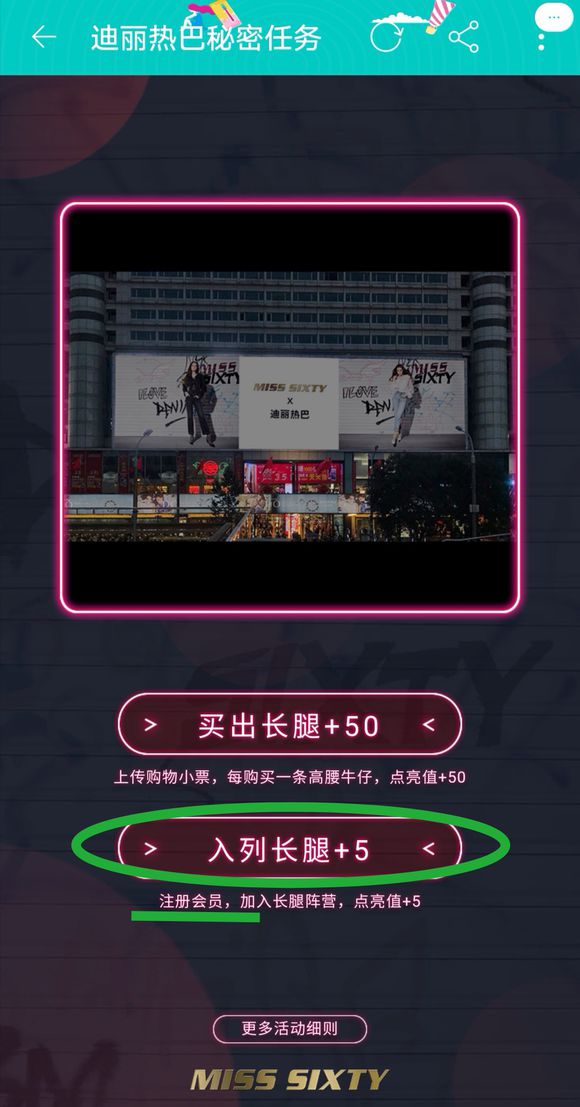 迪丽热巴秘密任务
MISS SIXTY
I LOVE DENIM
MISS SIXTY
X
迪丽热巴
MISS SIXTY
> 买出长腿+50 <
上传购物小票，每购买一条高腰牛仔，点亮值+50
> 入列长腿+5 <
注册会员，加入长腿阵营，点亮值+5
更多活动细则
MISS SIXTY